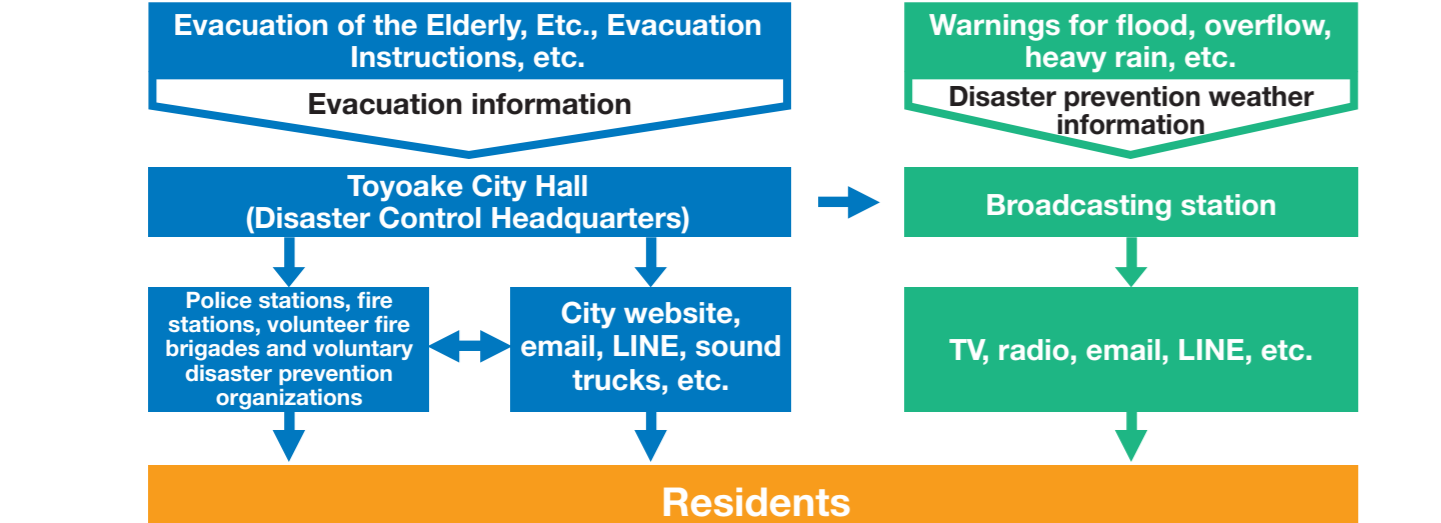 Evacuation of the Elderly, Etc., Evacuation
Instructions, etc.
Evacuation information
Warnings for flood, overflow,
heavy rain, etc.
Disaster prevention weather
information
Toyoake City Hall
(Disaster Control Headquarters)
Broadcasting station
Police stations, fire
stations, volunteer fire
brigades and voluntary
disaster prevention
organizations
City website,
email, LINE, sound
trucks, etc.
TV, radio, email, LINE, etc.
Residents